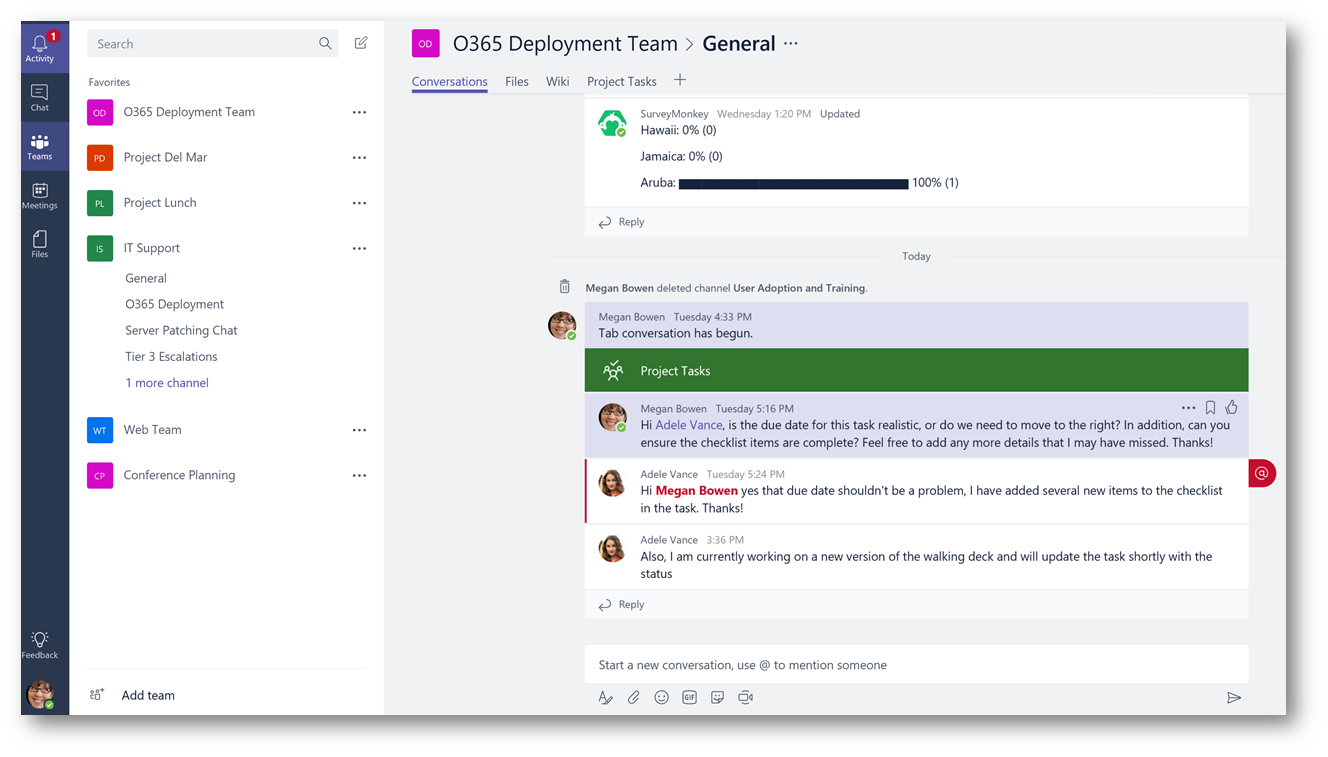 1
Activity
Chat
Teams
Meetings
Files
Feedback
Search
Favorites
OD O365 Deployment Team
PD Project Del Mar
PL Project Lunch
IS IT Support
General
O365 Deployment
Server Patching Chat
Tier 3 Escalations
1 more channel
WT Web Team
CP Conference Planning
Add team
OD O365 Deployment Team > General ···
Conversations Files Wiki Project Tasks +
SurveyMonkey Wednesday 1:20 PM Updated
Hawaii: 0% (0)
Jamaica: 0% (0)
Aruba: 100% (1)
Reply
Today
Megan Bowen deleted channel User Adoption and Training.
Megan Bowen Tuesday 4:33 PM
Tab conversation has begun.
Project Tasks
Megan Bowen Tuesday 5:16 PM
Hi Adele Vance, is the due date for this task realistic, or do we need to move to the right? In addition, can you
ensure the checklist items are complete? Feel free to add any more details that I may have missed. Thanks!
Adele Vance Tuesday 5:24 PM
Hi Megan Bowen yes that due date shouldn't be a problem, I have added several new items to the checklist
in the task. Thanks!
@
Adele Vance 3:36 PM
Also, I am currently working on a new version of the walking deck and will update the task shortly with the
status
Reply
Start a new conversation, use @ to mention someone
GIF